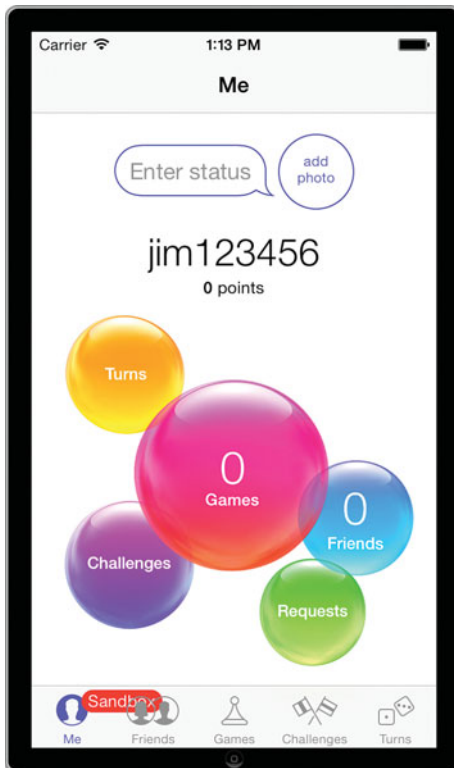 Carrier 1:13 PM
Me
Enter status
add
photo
jim123456
0 points
Turns
0
Games
0
Friends
Challenges
Requests
Sandbox
Me Friends Games Challenges Turns